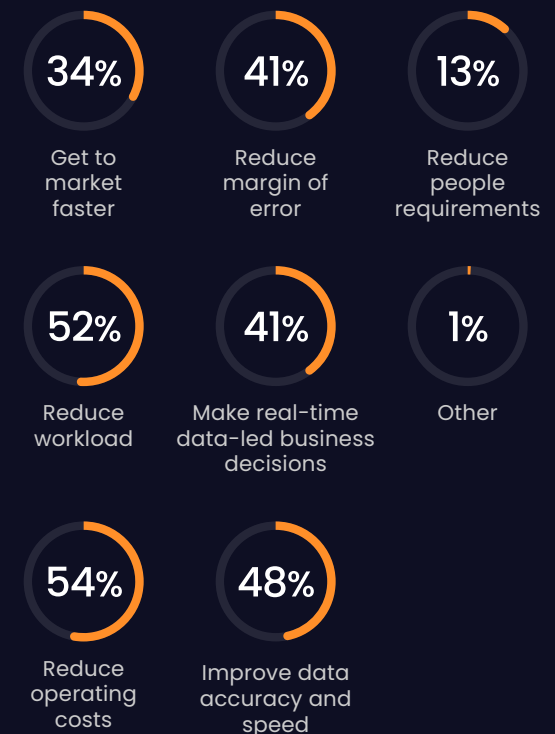 34%
Get to
market
faster
41%
Reduce
margin of
error
13%
Reduce
people
requirements
52%
Reduce
workload
41%
Make real-time
data-led business
decisions
1%
Other
54%
Reduce
operating
costs
48%
Improve data
accuracy and
speed